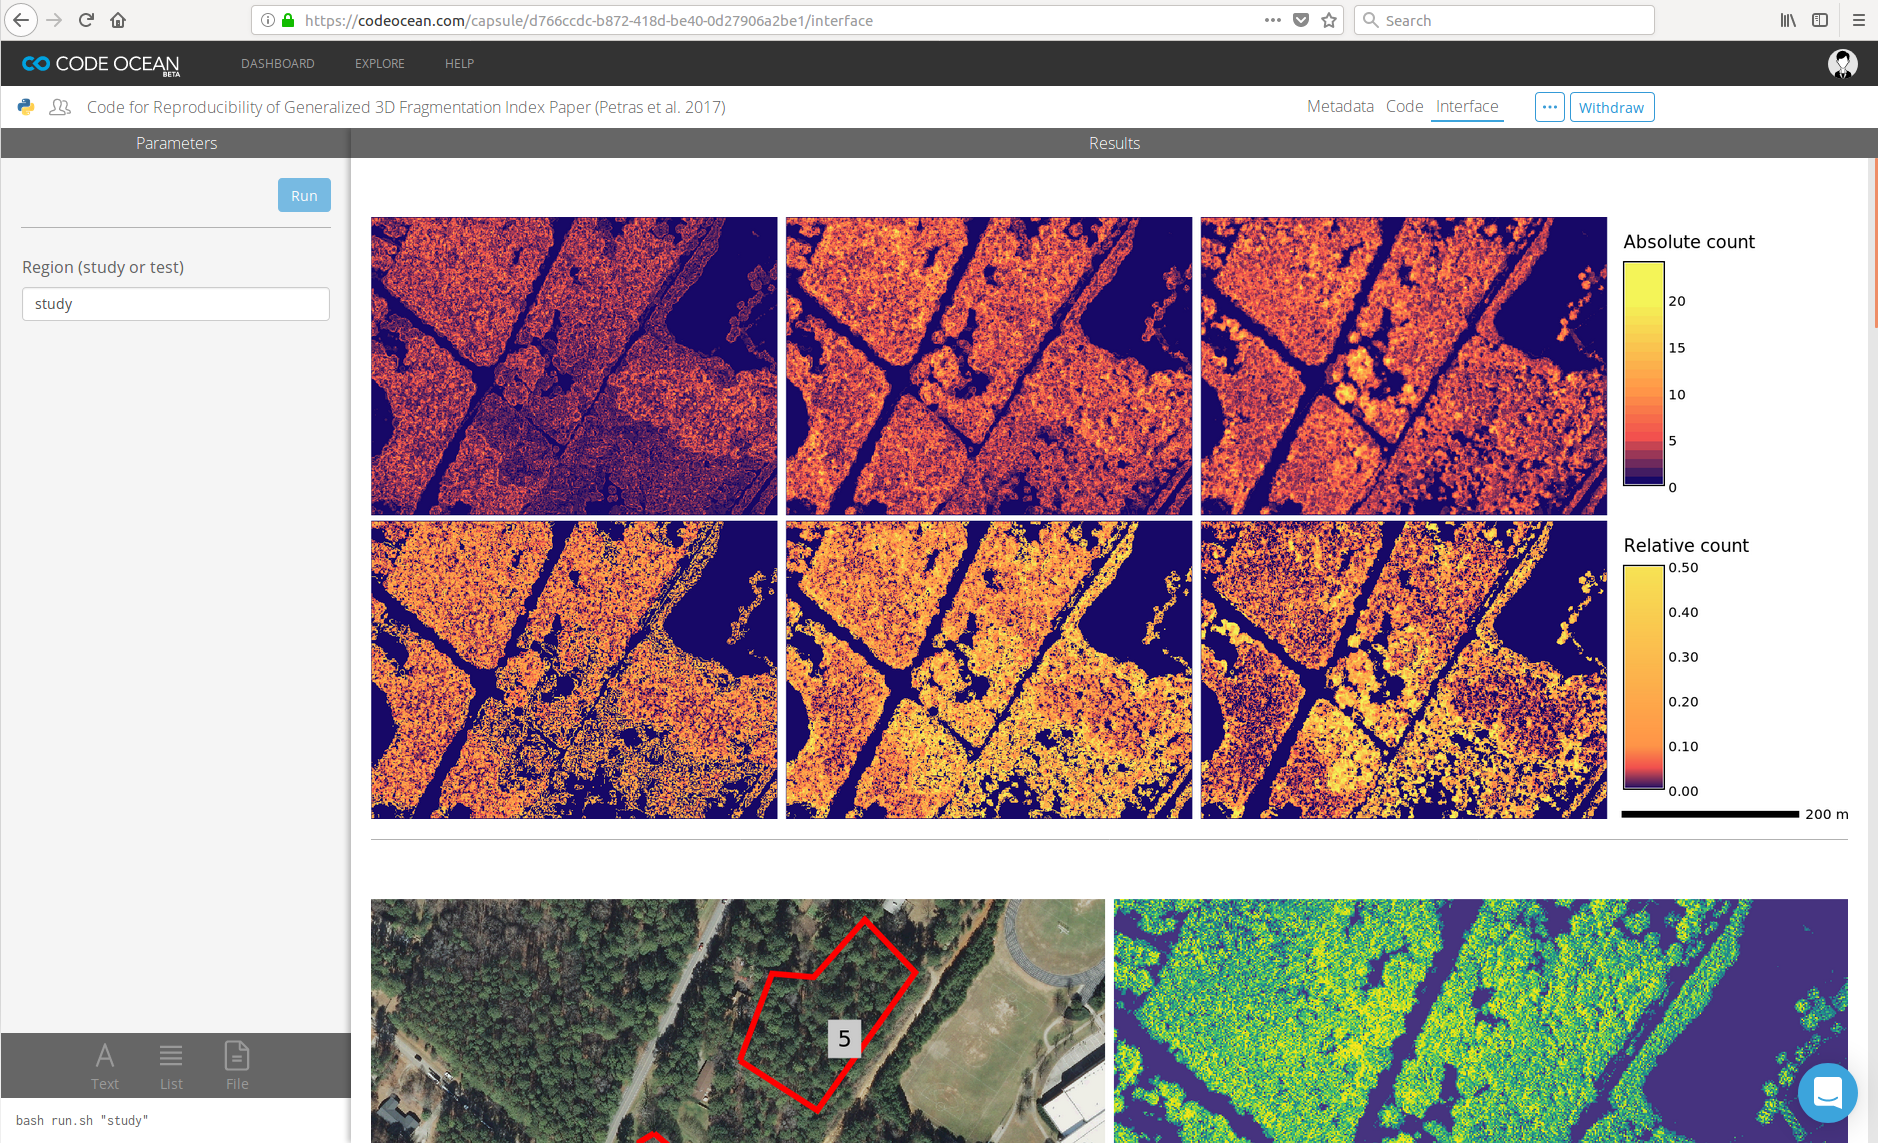 https://codeocean.com/capsule/d766ccdc-b872-418d-be40-0d27906a2be1/interface
Search
CODE OCEAN
BETA
DASHBOARD
EXPLORE
HELP
Code for Reproducibility of Generalized 3D Fragmentation Index Paper (Petras et al. 2017)
Metadata
Code
Interface
Withdraw
Parameters
Results
Run
Region (study or test)
study
Absolute count
20
15
10
5
0
Relative count
0.50
0.40
0.30
0.20
0.10
0.00
200 m
5
Text
List
File
bash run.sh "study"